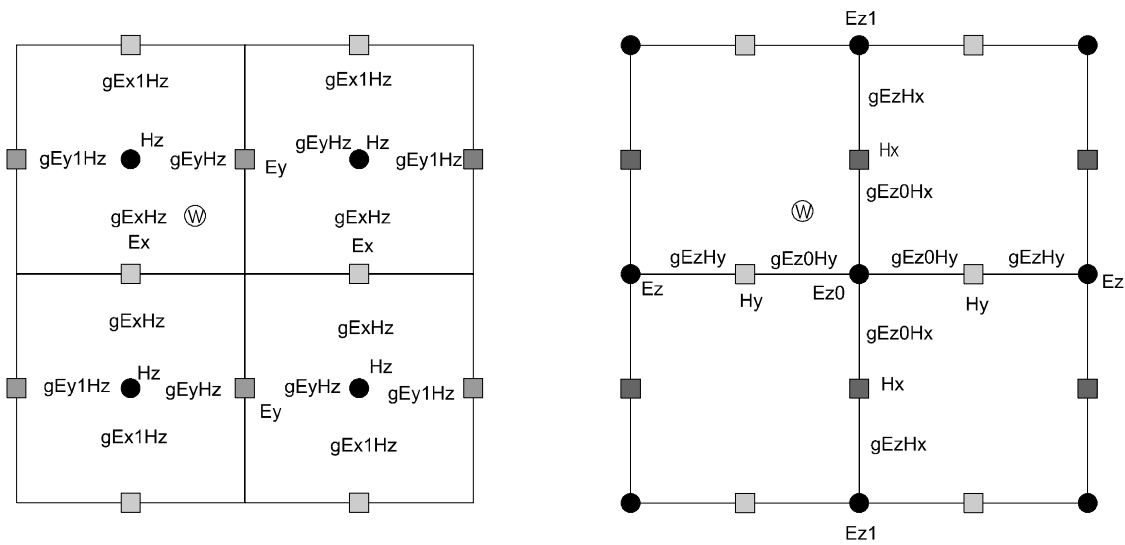 Ez1
gEx1Hz gEx1Hz
gEzHx
Hz Hz
gEy1Hz gEyHz gEyHz gEy1Hz
Ey
Hx
gEz0Hx
gExHz W gExHz
W
Ex Ex
gEzHy gEz0Hy gEz0Hy gEzHy
Ez Ez0 Ez
Hy Hy
gExHz gExHz
gEz0Hx
Hz Hz
gEy1Hz gEyHz gEyHz gEy1Hz
Hx
Ey
gEx1Hz gEx1Hz
gEzHx
Ez1